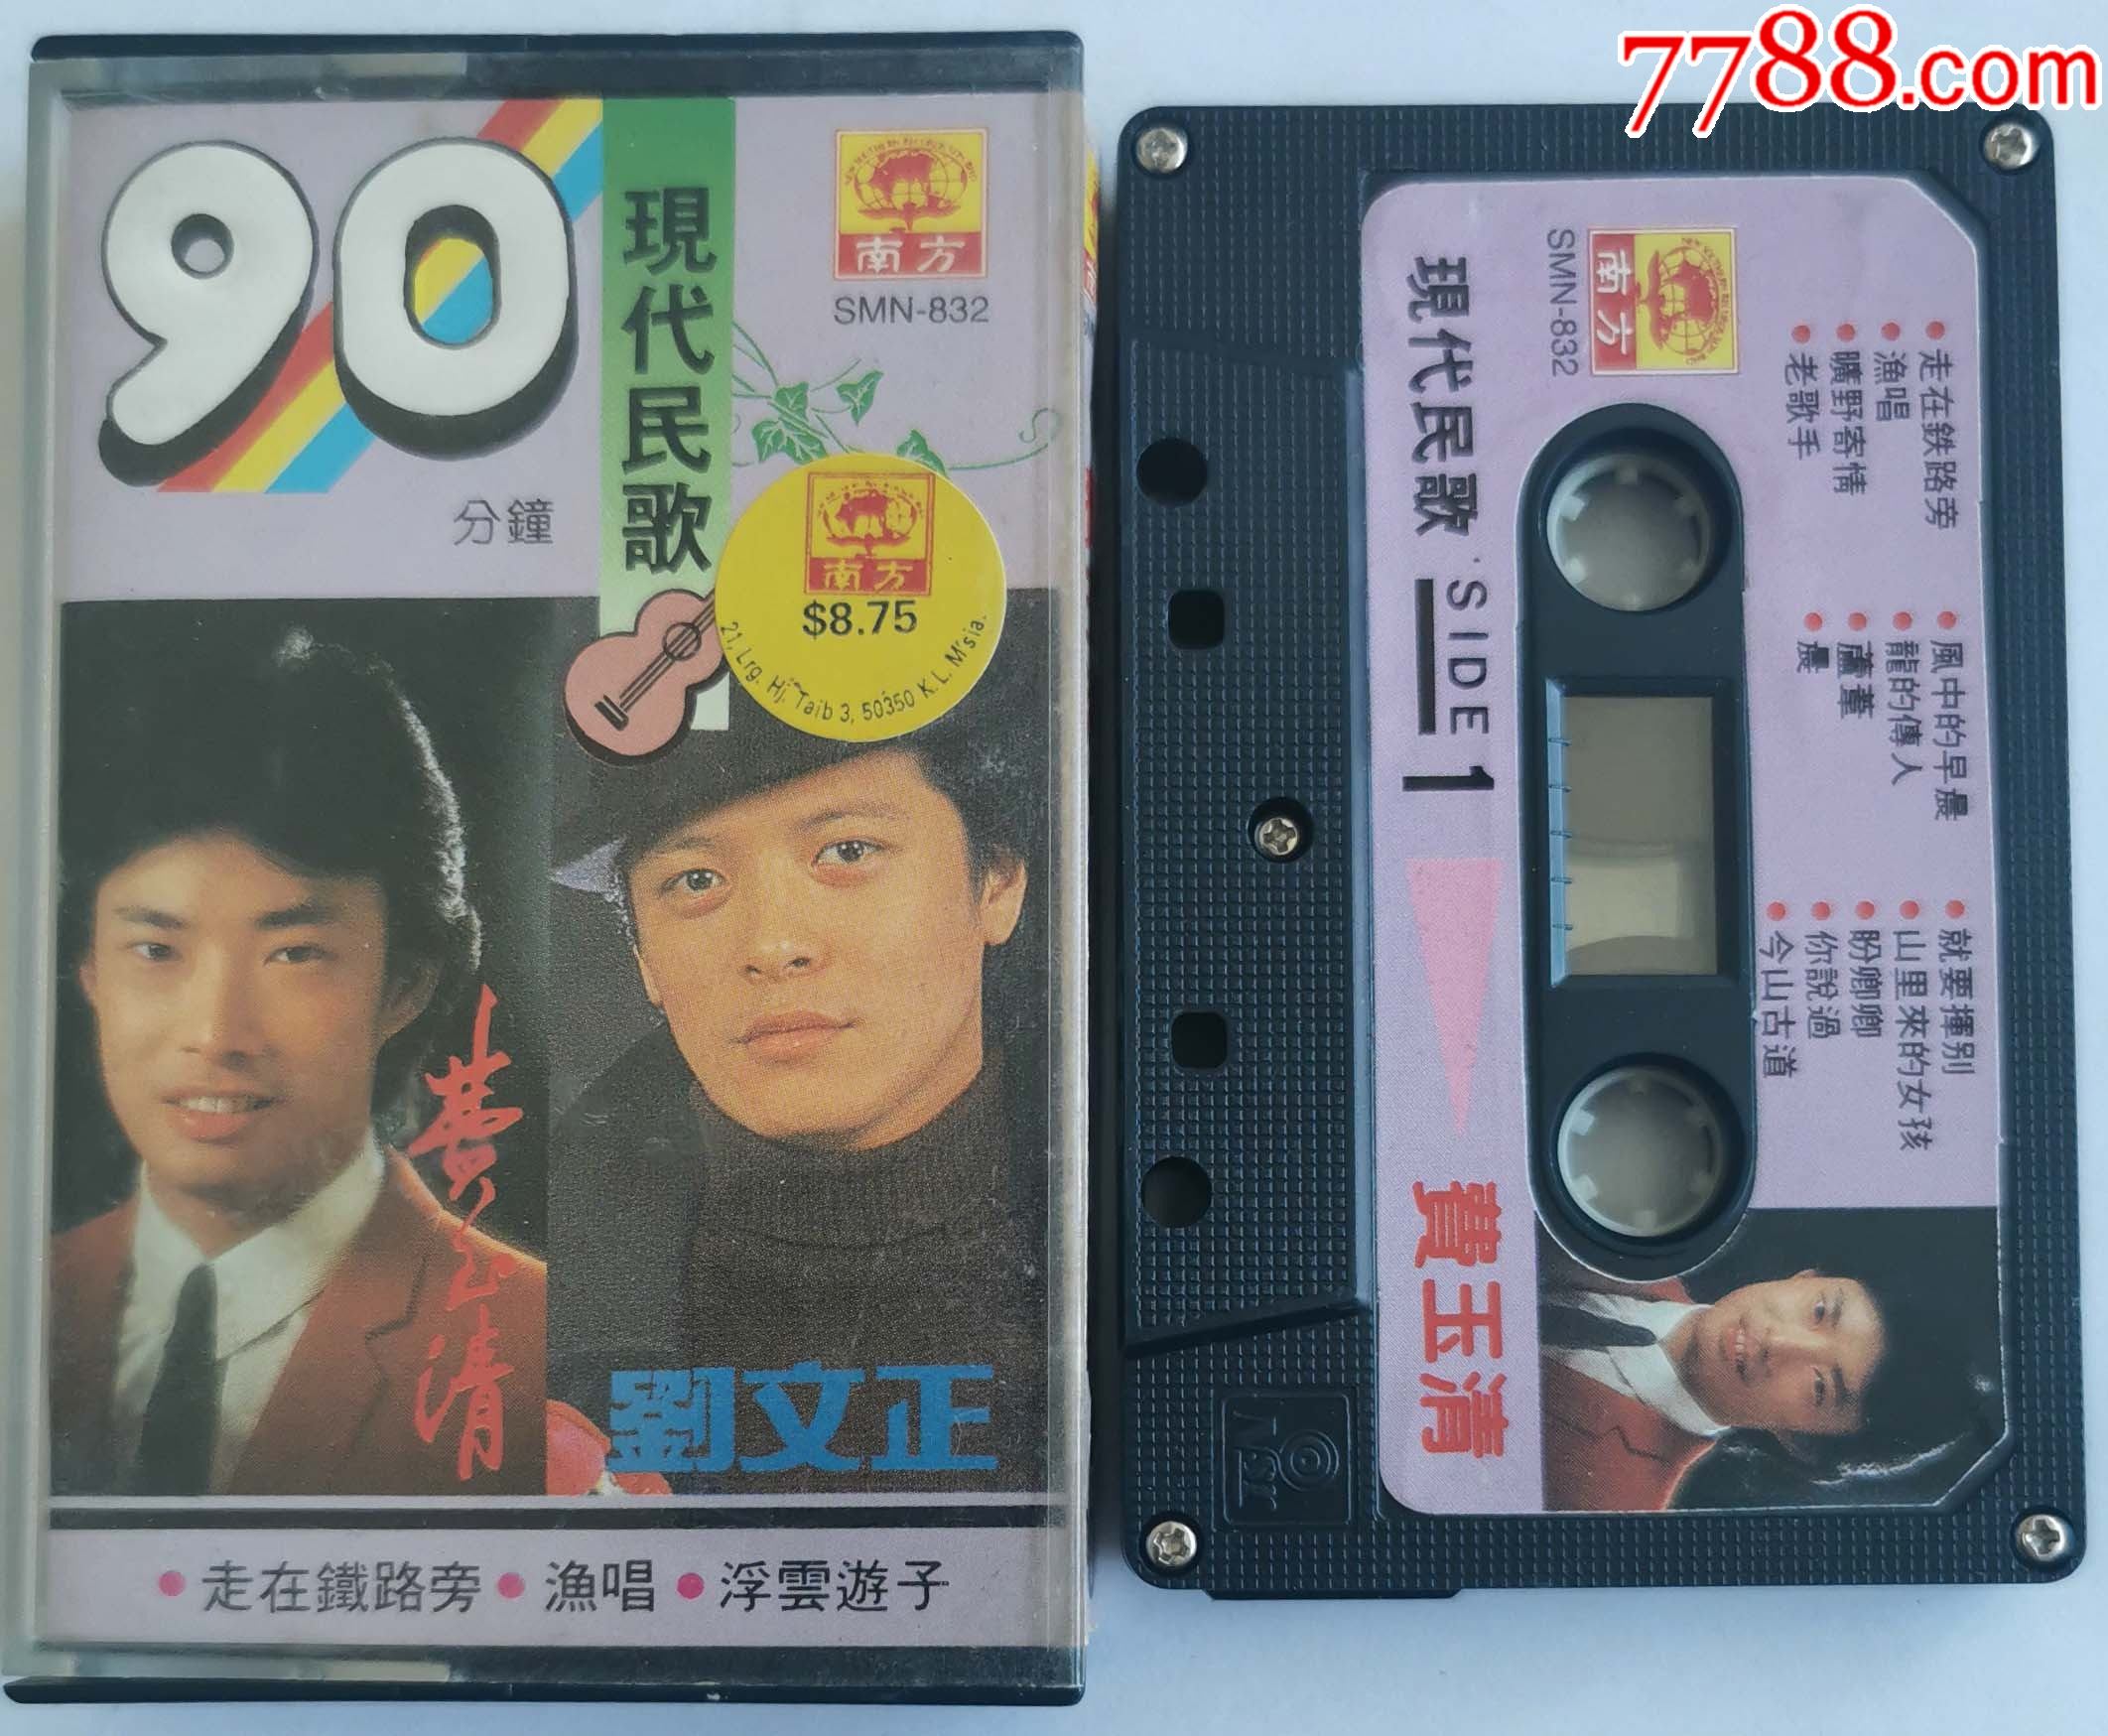 7788.com
90
分鐘
現代民歌
南方
SMN-832
南方
$8.75
21, Lrg. Hj. Taib 3, 50350 K.L. M'sia.
費玉清
劉文正
•走在鐵路旁•漁唱•浮雲遊子
南方
SMN-832
現代民歌
SIDE 1
費玉清
•走在鉄路旁
•漁唱
•曠野寄情
•老歌手
•風中的早晨
•龍的傳人
•蘆葦
•晨
•就要揮別
•山里來的女孩
•盼卿卿
•你說過
•今山古道